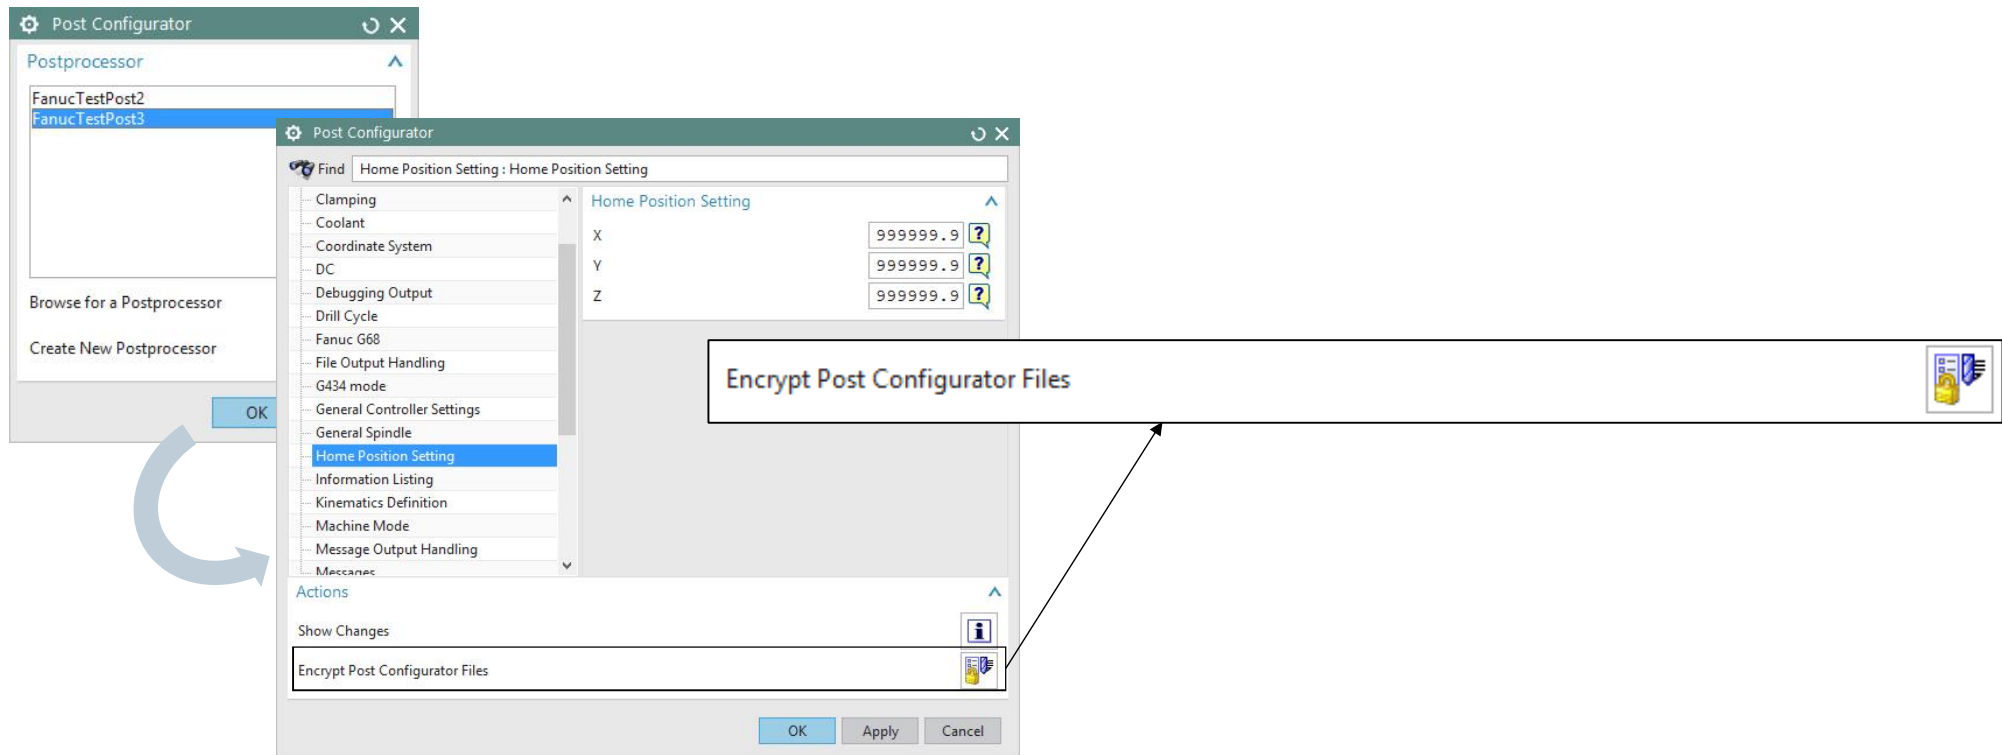 Post Configurator
Postprocessor
FanucTestPost2
FanucTestPost3
Browse for a Postprocessor
Create New Postprocessor
OK
Post Configurator
Find Home Position Setting : Home Position Setting
Clamping
Coolant
Coordinate System
DC
Debugging Output
Drill Cycle
Fanuc G68
File Output Handling
G434 mode
General Controller Settings
General Spindle
Home Position Setting
Information Listing
Kinematics Definition
Machine Mode
Message Output Handling
Messages
Home Position Setting
X 999999.9
Y 999999.9
Z 999999.9
Actions
Show Changes
Encrypt Post Configurator Files
OK Apply Cancel
Encrypt Post Configurator Files